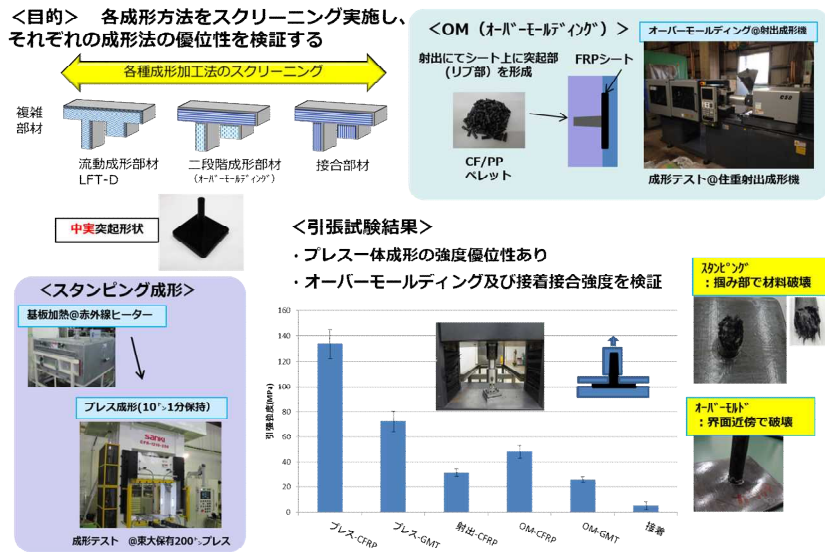 ＜目的＞　各成形方法をスクリーニング実施し、
それぞれの成形法の優位性を検証する
各種成形加工法のスクリーニング
複雑
部材
流動成形部材
LFT-D
二段階成形部材
（ｵｰﾊﾞｰﾓｰﾙﾃﾞｨﾝｸﾞ）
接合部材
中実突起形状
＜OM（ｵｰﾊﾞｰﾓｰﾙﾃﾞｨﾝｸﾞ）＞
射出にてシート上に突起部
（リブ部）を形成
FRPシート
CF/PP
ペレット
オーバーモールディング@射出成形機
成形テスト@住重射出成形機
＜スタンピング成形＞
基板加熱@赤外線ヒーター
プレス成形(10㌧1分保持）
SANKI
成形テスト　@東大保有200㌧プレス
＜引張試験結果＞
・プレス一体成形の強度優位性あり
・オーバーモールディング及び接着接合強度を検証
引張強度(MPa)
160
140
120
100
80
60
40
20
0
プレス-CFRP
プレス-GMT
射出-CFRP
OM-CFRP
OM-GMT
接着
ｽﾀﾝﾋﾟﾝｸﾞ
：掴み部で材料破壊
ｵｰﾊﾞｰﾓﾙﾄﾞ
：界面近傍で破壊